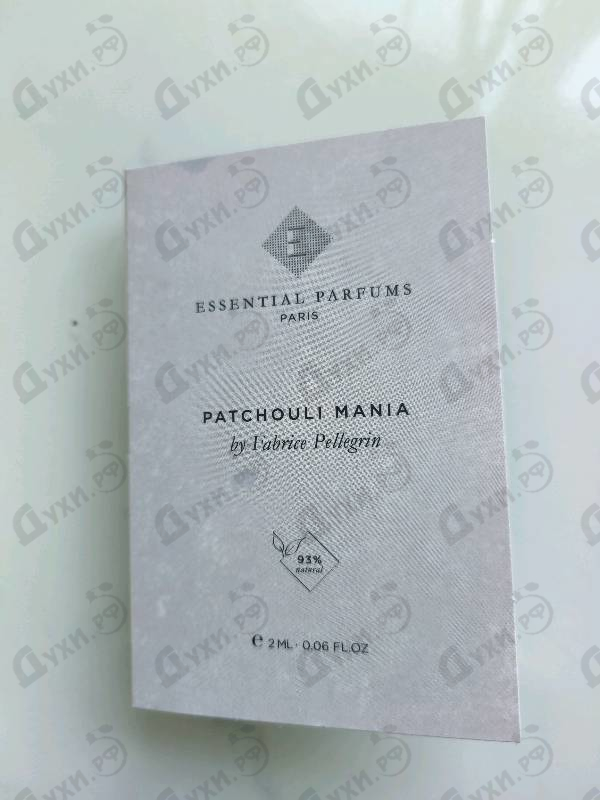 E
ESSENTIAL PARFUMS
PARIS
PATCHOULI MANIA
by Fabrice Pellegrin
93%
natural
e 2 ML · 0.06 FL.OZ
Духи.рф